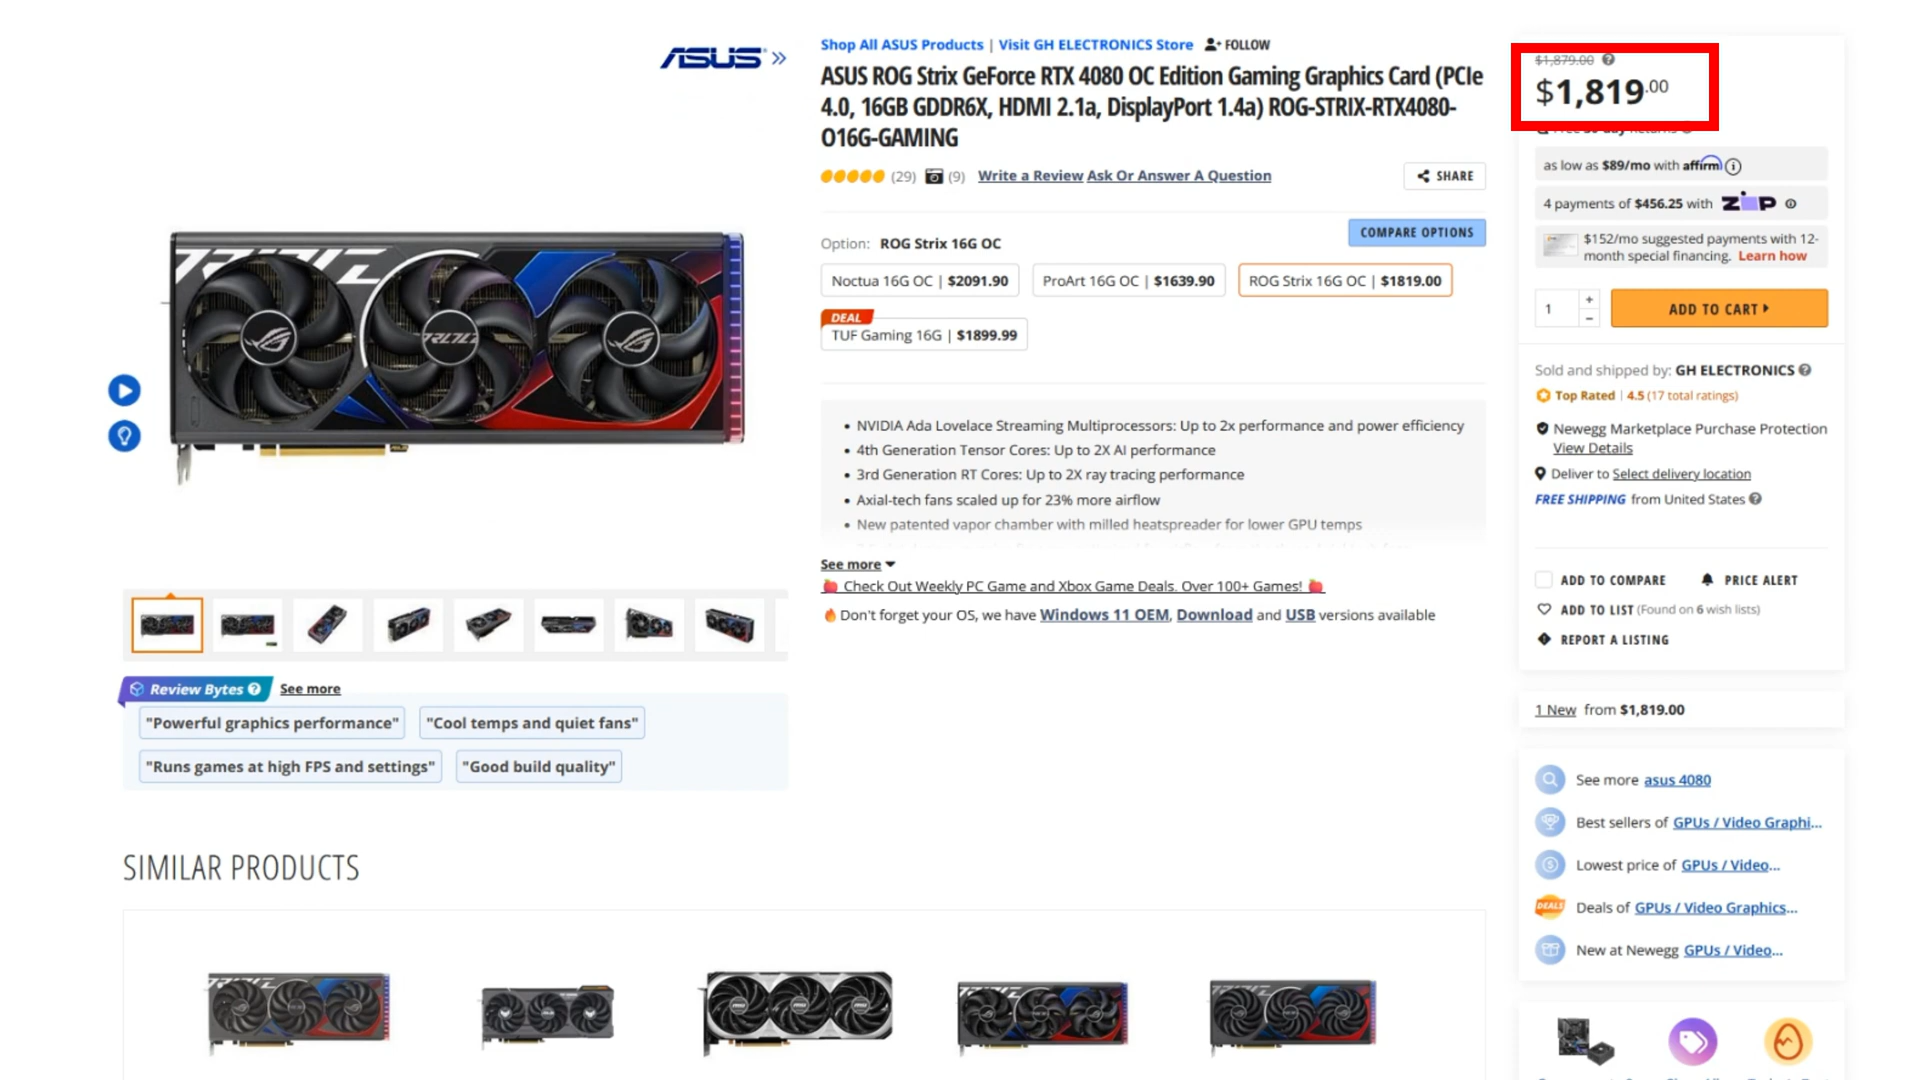 ASUS
Shop All ASUS Products | Visit GH ELECTRONICS Store FOLLOW
ASUS ROG Strix GeForce RTX 4080 OC Edition Gaming Graphics Card (PCIe
4.0, 16GB GDDR6X, HDMI 2.1a, DisplayPort 1.4a) ROG-STRIX-RTX4080-
O16G-GAMING
(29) (9) Write a Review Ask Or Answer A Question
SHARE
Option: ROG Strix 16G OC
COMPARE OPTIONS
Noctua 16G OC | $2091.90
ProArt 16G OC | $1639.90
ROG Strix 16G OC | $1819.00
DEAL
TUF Gaming 16G | $1899.99
• NVIDIA Ada Lovelace Streaming Multiprocessors: Up to 2x performance and power efficiency
• 4th Generation Tensor Cores: Up to 2X AI performance
• 3rd Generation RT Cores: Up to 2X ray tracing performance
• Axial-tech fans scaled up for 23% more airflow
• New patented vapor chamber with milled heatspreader for lower GPU temps
See more
Check Out Weekly PC Game and Xbox Game Deals. Over 100+ Games!
Don't forget your OS, we have Windows 11 OEM, Download and USB versions available
Review Bytes See more
"Powerful graphics performance"
"Cool temps and quiet fans"
"Runs games at high FPS and settings"
"Good build quality"
SIMILAR PRODUCTS
$1,879.00
$1,819.00
as low as $89/mo with affirm
4 payments of $456.25 with ZIP
$152/mo suggested payments with 12-
month special financing. Learn how
1 + −
ADD TO CART
Sold and shipped by: GH ELECTRONICS
Top Rated | 4.5 (17 total ratings)
Newegg Marketplace Purchase Protection
View Details
Deliver to Select delivery location
FREE SHIPPING from United States
ADD TO COMPARE
PRICE ALERT
ADD TO LIST (Found on 6 wish lists)
REPORT A LISTING
1 New from $1,819.00
See more asus 4080
Best sellers of GPUs / Video Graphi...
Lowest price of GPUs / Video...
DEALS
Deals of GPUs / Video Graphics...
New at Newegg GPUs / Video...